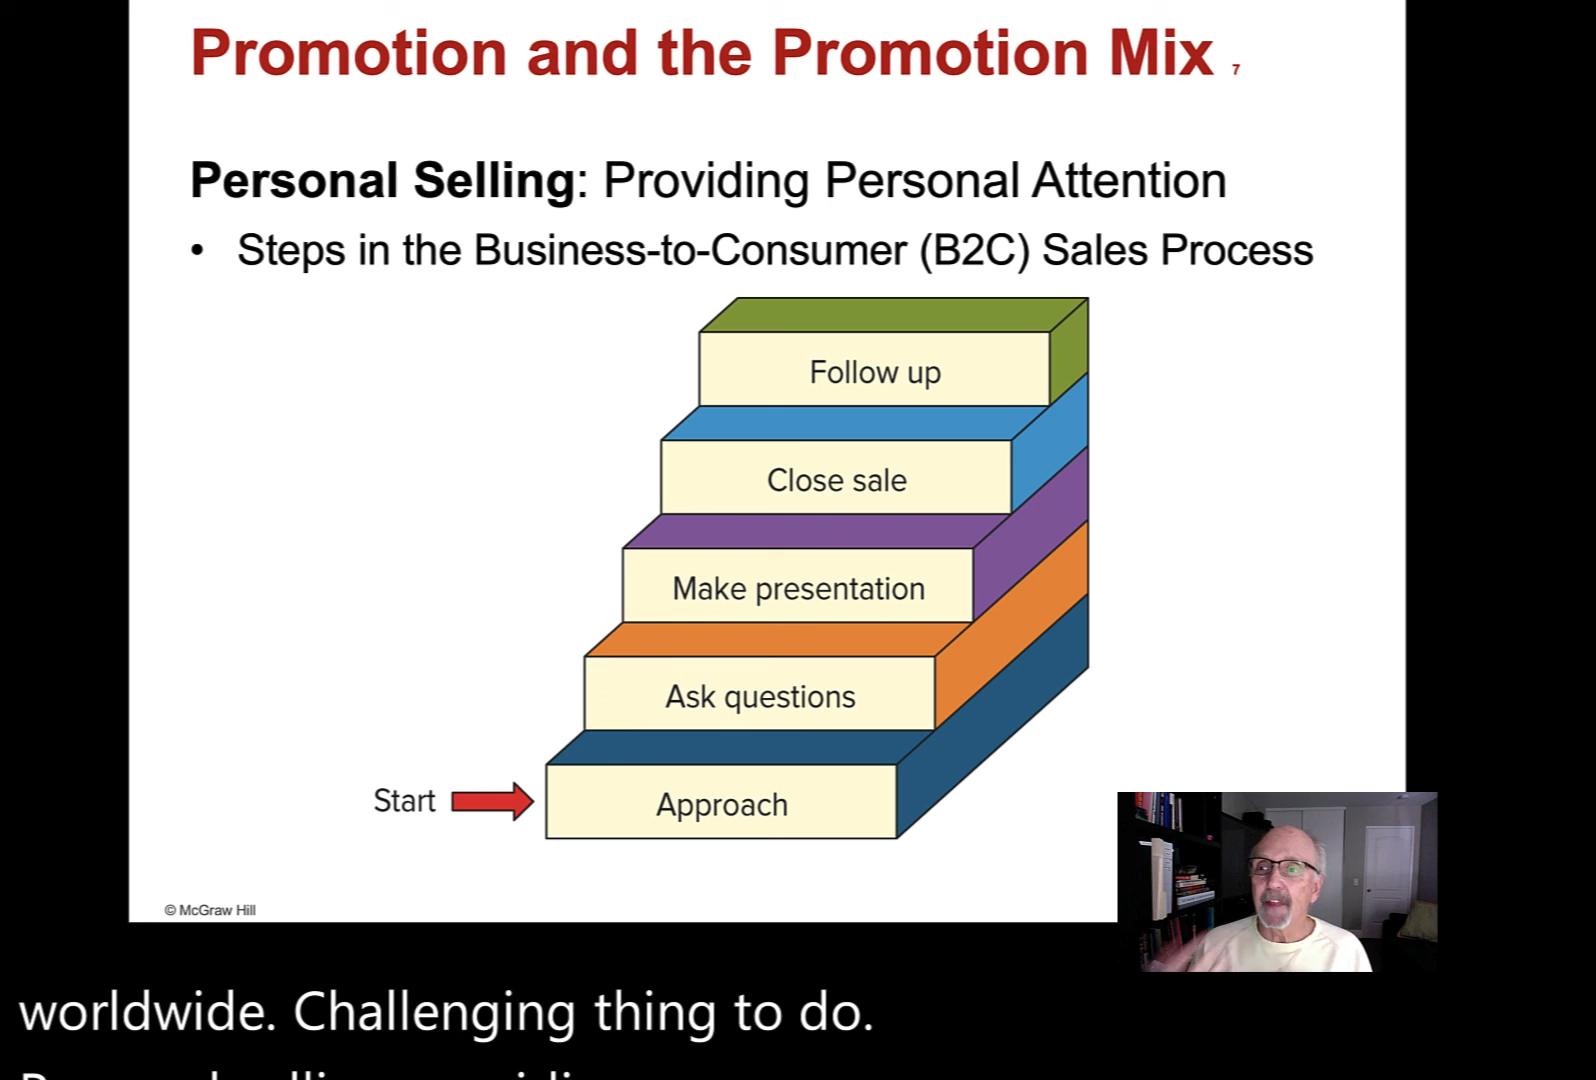 Promotion and the Promotion Mix 7
Personal Selling: Providing Personal Attention
• Steps in the Business-to-Consumer (B2C) Sales Process
Follow up
Close sale
Make presentation
Ask questions
Start
Approach
© McGraw Hill
worldwide. Challenging thing to do.